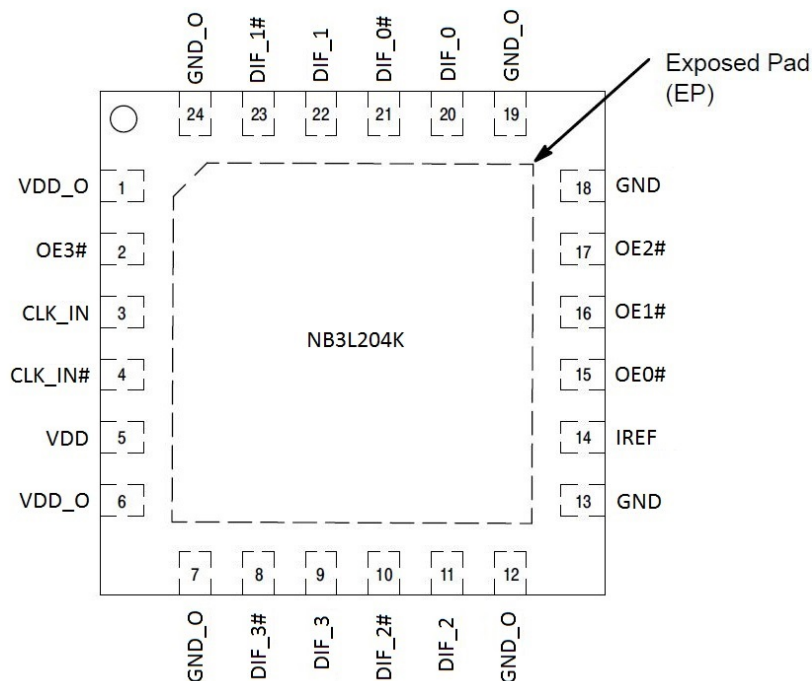 GND_O
DIF_1#
DIF_1
DIF_0#
DIF_0
GND_O
Exposed Pad
(EP)
24
23
22
21
20
19
VDD_O 1
18 GND
OE3# 2
17 OE2#
CLK_IN 3
16 OE1#
NB3L204K
CLK_IN# 4
15 OE0#
VDD 5
14 IREF
VDD_O 6
13 GND
7
8
9
10
11
12
GND_O
DIF_3#
DIF_3
DIF_2#
DIF_2
GND_O